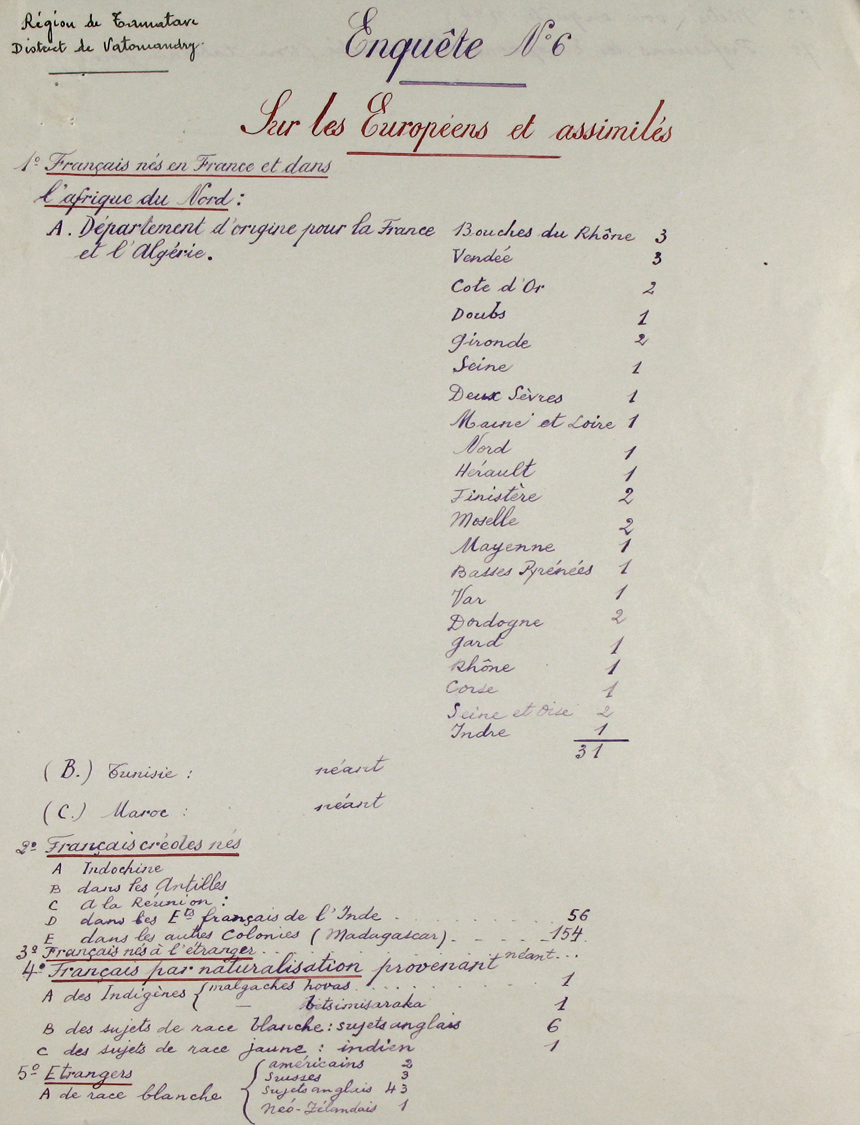 Région de Tamatave
District de Vatomandry.
Enquête N°6
Sur les Européens et assimilés
1° Français nés en France et dans
l'afrique du Nord :
A. Département d'origine pour la France
et l'Algérie.
Bouches du Rhône 3
Vendée 3
Cote d'Or 2
Doubs 1
Gironde 2
Seine 1
Deux Sèvres 1
Maine et Loire 1
Nord 1
Hérault 1
Finistère 2
Moselle 2
Mayenne 1
Basses Pyrénées 1
Var 1
Dordogne 2
Gard 1
Rhône 1
Corse 1
Seine et Oise 2
Indre 1
31
(B.) Tunisie : néant
(C.) Maroc : néant
2° Français créoles nés
A Indochine
B dans les Antilles
C A la Réunion :
D dans les Ets français de l'Inde . . . . . . 56
E dans les autres Colonies (Madagascar) . . . . . 154
3° Français nés à l'étranger . . . . . . néant...
4° Français par naturalisation provenant
A des Indigènes { malgaches hovas . . . . . . 1
— betsimisaraka 1
B des sujets de race blanche : sujets anglais 6
C des sujets de race jaune : indien 1
5° Etrangers
A de race blanche { américains 2
Suisses 3
Sujets anglais 43
Néo-Zélandais 1